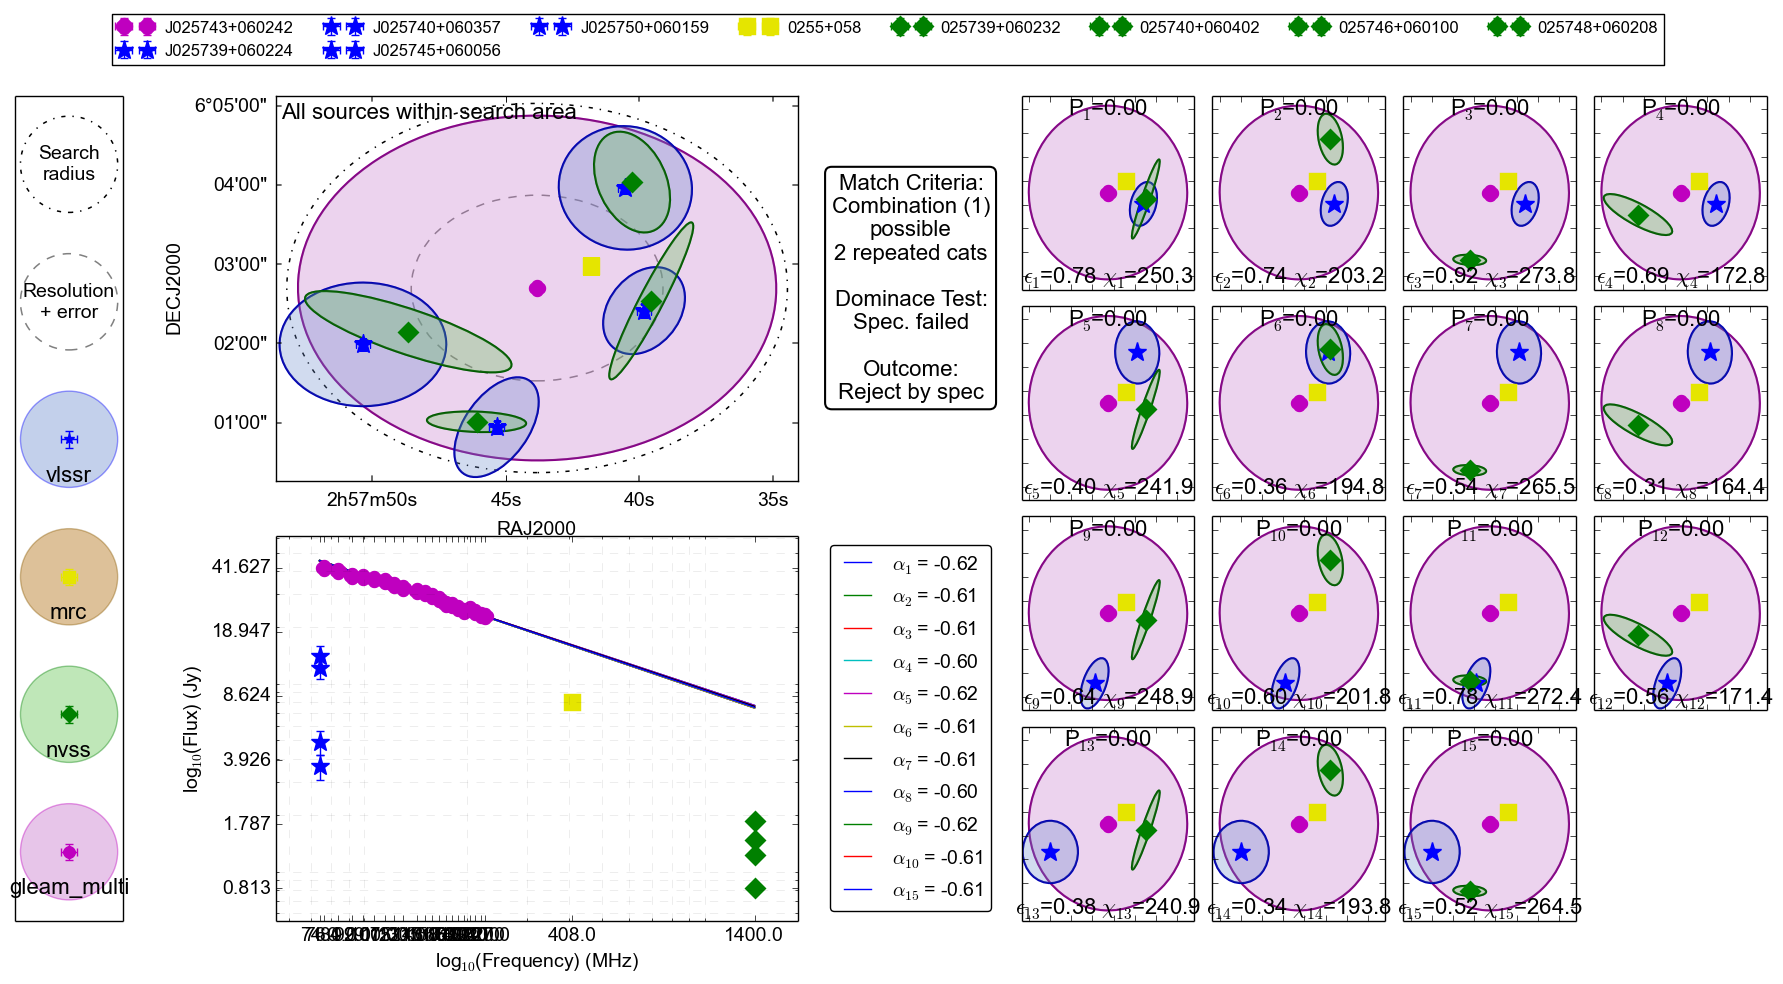 J025743+060242 J025740+060357 J025750+060159 0255+058 025739+060232 025740+060402 025746+060100 025748+060208
J025739+060224 J025745+060056
Search
radius
Resolution
+ error
vlssr
mrc
nvss
gleam_multi
All sources within search area
6°05'00"
04'00"
03'00"
02'00"
01'00"
DECJ2000
2h57m50s 45s 40s 35s
RAJ2000
Match Criteria:
Combination (1)
possible
2 repeated cats
Dominace Test:
Spec. failed
Outcome:
Reject by spec
41.627
18.947
8.624
3.926
1.787
0.813
log10(Flux) (Jy)
408.0 1400.0
log10(Frequency) (MHz)
α1 = -0.62
α2 = -0.61
α3 = -0.61
α4 = -0.60
α5 = -0.62
α6 = -0.61
α7 = -0.61
α8 = -0.60
α9 = -0.62
α10 = -0.61
α15 = -0.61
P1=0.00 P2=0.00 P3=0.00 P4=0.00
ϵ1=0.78 χ1=250.3 ϵ2=0.74 χ2=203.2 ϵ3=0.92 χ3=273.8 ϵ4=0.69 χ4=172.8
P5=0.00 P6=0.00 P7=0.00 P8=0.00
ϵ5=0.40 χ5=241.9 ϵ6=0.36 χ6=194.8 ϵ7=0.54 χ7=265.5 ϵ8=0.31 χ8=164.4
P9=0.00 P10=0.00 P11=0.00 P12=0.00
ϵ9=0.64 χ9=248.9 ϵ10=0.60 χ10=201.8 ϵ11=0.78 χ11=272.4 ϵ12=0.56 χ12=171.4
P13=0.00 P14=0.00 P15=0.00
ϵ13=0.38 χ13=240.9 ϵ14=0.34 χ14=193.8 ϵ15=0.52 χ15=264.5